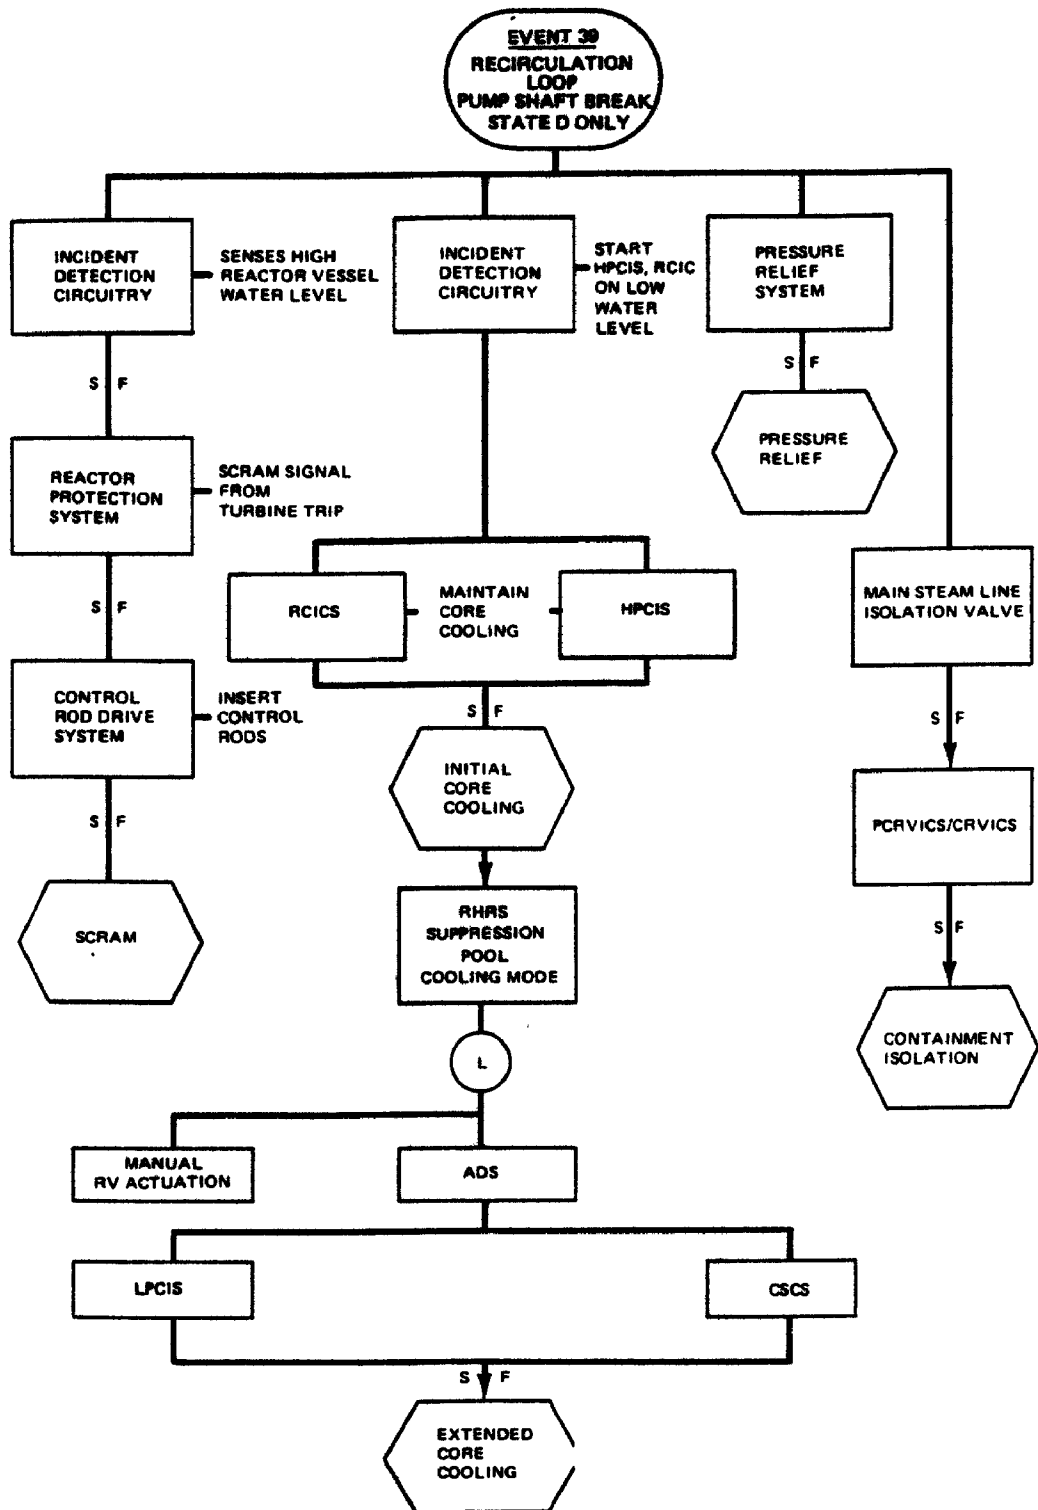 EVENT 39
RECIRCULATION
LOOP
PUMP SHAFT BREAK
STATE D ONLY
INCIDENT
DETECTION
CIRCUITRY
SENSES HIGH
REACTOR VESSEL
WATER LEVEL
INCIDENT
DETECTION
CIRCUITRY
START
HPCIS, RCIC
ON LOW
WATER
LEVEL
PRESSURE
RELIEF
SYSTEM
S F
S F
PRESSURE
RELIEF
REACTOR
PROTECTION
SYSTEM
SCRAM SIGNAL
FROM
TURBINE TRIP
S F
RCICS
MAINTAIN
CORE
COOLING
HPCIS
MAIN STEAM LINE
ISOLATION VALVE
CONTROL
ROD DRIVE
SYSTEM
INSERT
CONTROL
RODS
S F
S F
INITIAL
CORE
COOLING
S F
PCRVICS/CRVICS
SCRAM
RHRS
SUPPRESSION
POOL
COOLING MODE
S F
CONTAINMENT
ISOLATION
L
MANUAL
RV ACTUATION
ADS
LPCIS
CSCS
S F
EXTENDED
CORE
COOLING